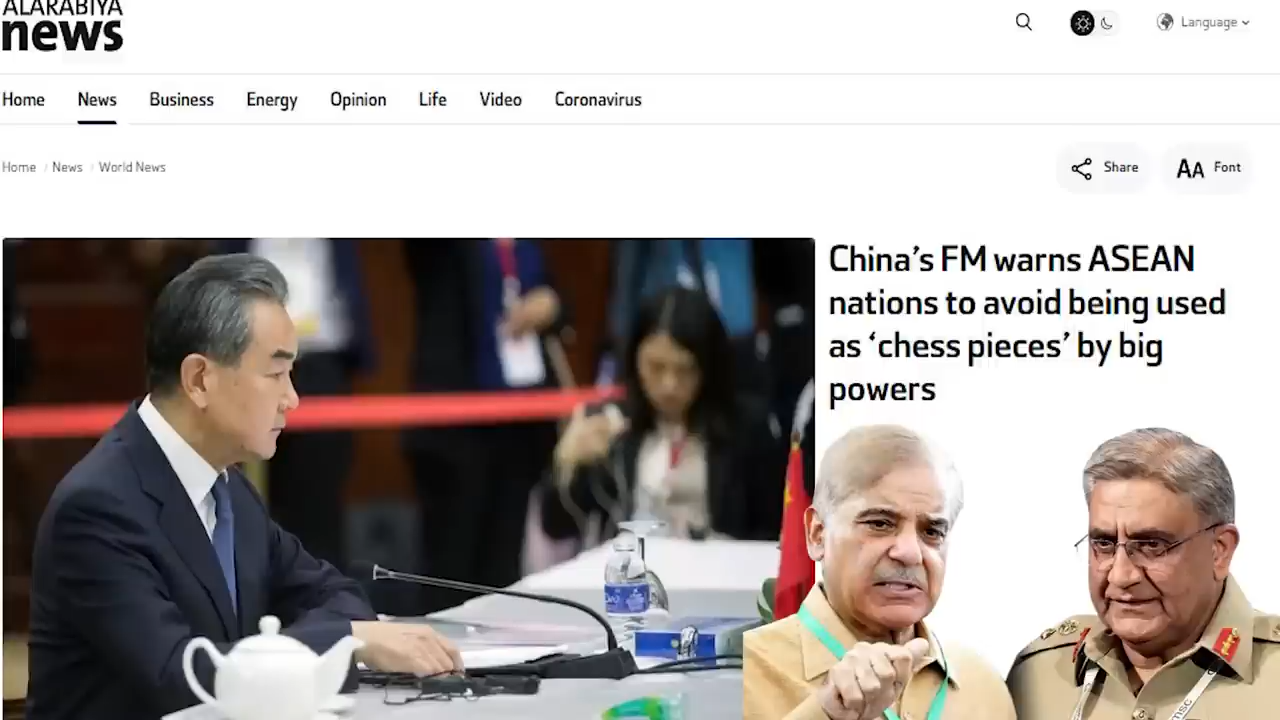 ALARABIYA
news
Language
Home News Business Energy Opinion Life Video Coronavirus
Home / News / World News
Share
AA Font
China's FM warns ASEAN
nations to avoid being used
as ‘chess pieces’ by big
powers
msc